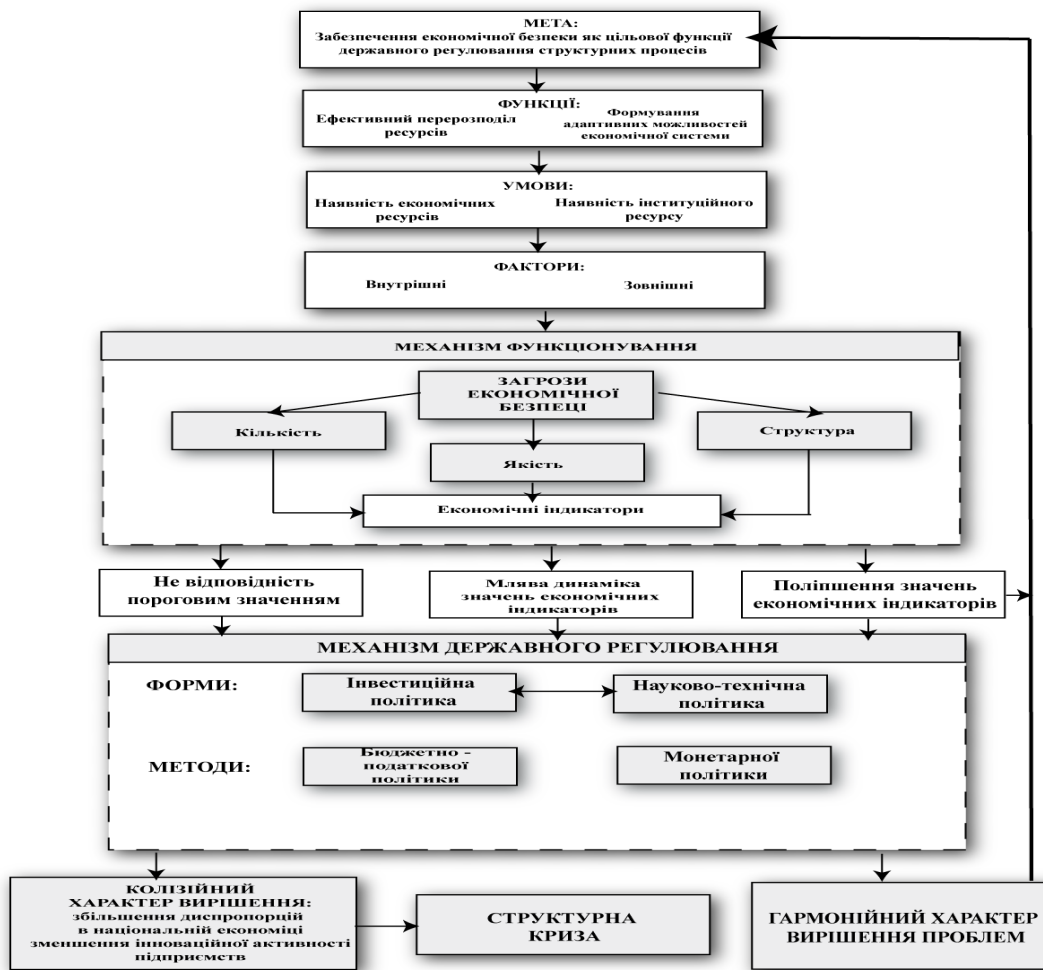 МЕТА:
Забезпечення економічної безпеки як цільової функції
державного регулювання структурних процесів
ФУНКЦІЇ:
Ефективний перерозподіл
ресурсів
Формування
адаптивних можливостей
економічної системи
УМОВИ:
Наявність економічних
ресурсів
Наявність інституційного
ресурсу
ФАКТОРИ:
Внутрішні
Зовнішні
МЕХАНІЗМ ФУНКЦІОНУВАННЯ
ЗАГРОЗИ
ЕКОНОМІЧНОЇ
БЕЗПЕЦІ
Кількість
Структура
Якість
Економічні індикатори
Не відповідність
пороговим значенням
Млява динаміка
значень економічних
індикаторів
Поліпшення значень
економічних індикаторів
МЕХАНІЗМ ДЕРЖАВНОГО РЕГУЛЮВАННЯ
ФОРМИ:
Інвестиційна
політика
Науково-технічна
політика
МЕТОДИ:
Бюджетно -
податкової
політики
Монетарної
політики
КОЛІЗІЙНИЙ
ХАРАКТЕР ВИРІШЕННЯ:
збільшення диспропорцій
в національній економіці
зменшення інноваційної активності
підприємств
СТРУКТУРНА
КРИЗА
ГАРМОНІЙНИЙ ХАРАКТЕР
ВИРІШЕННЯ ПРОБЛЕМ